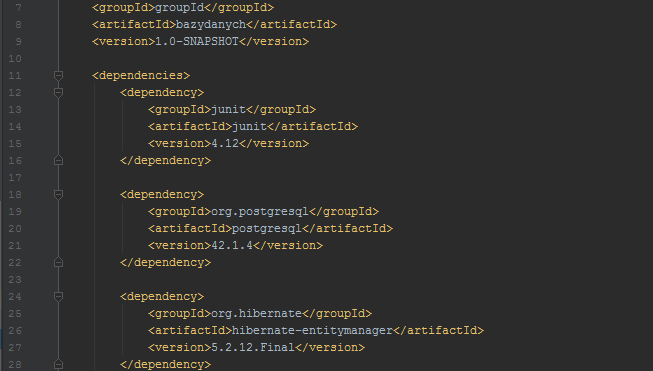 7 <groupId>groupId</groupId>
8 <artifactId>bazydanych</artifactId>
9 <version>1.0-SNAPSHOT</version>
10
11 <dependencies>
12 <dependency>
13 <groupId>junit</groupId>
14 <artifactId>junit</artifactId>
15 <version>4.12</version>
16 </dependency>
17
18 <dependency>
19 <groupId>org.postgresql</groupId>
20 <artifactId>postgresql</artifactId>
21 <version>42.1.4</version>
22 </dependency>
23
24 <dependency>
25 <groupId>org.hibernate</groupId>
26 <artifactId>hibernate-entitymanager</artifactId>
27 <version>5.2.12.Final</version>
28 </dependency>